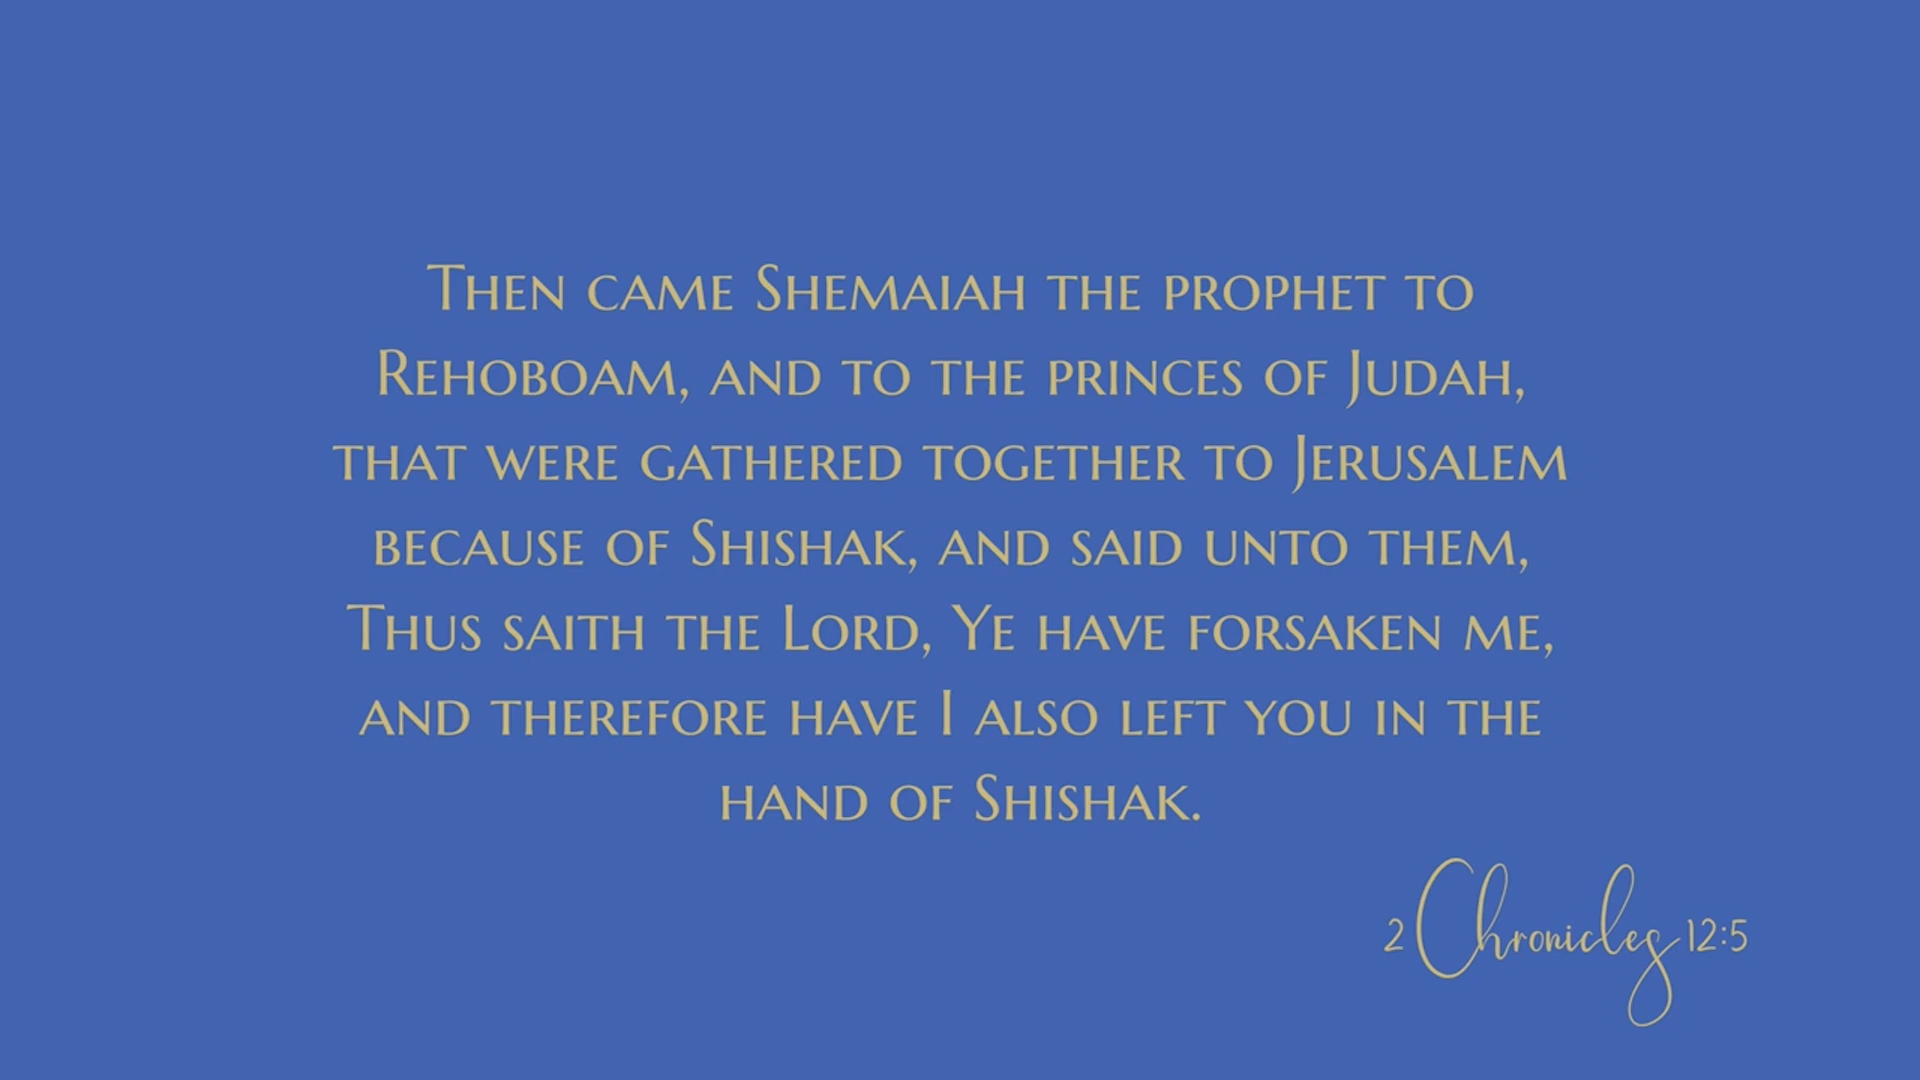 Then came Shemaiah the prophet to
Rehoboam, and to the princes of Judah,
that were gathered together to Jerusalem
because of Shishak, and said unto them,
Thus saith the Lord, Ye have forsaken me,
and therefore have I also left you in the
hand of Shishak.
2 Chronicles 12:5